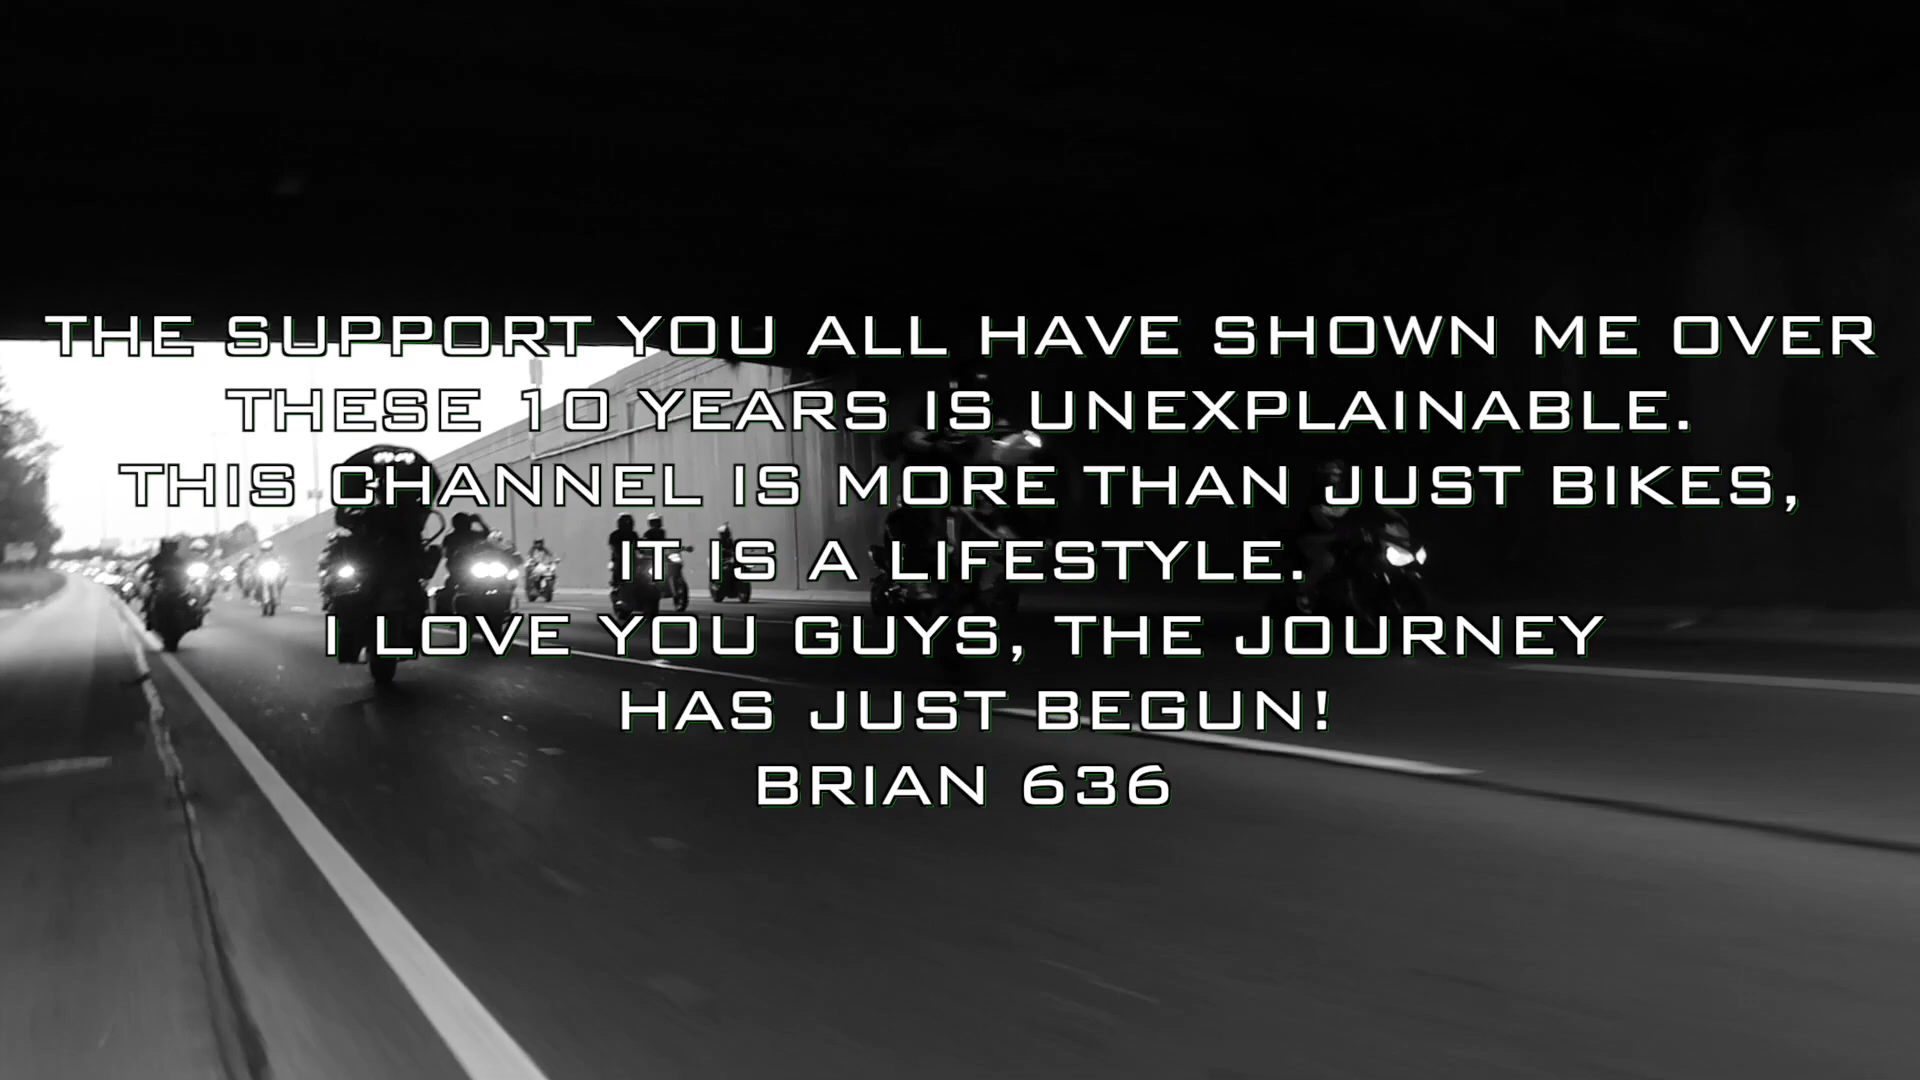 THE SUPPORT YOU ALL HAVE SHOWN ME OVER
THESE 10 YEARS IS UNEXPLAINABLE.
THIS CHANNEL IS MORE THAN JUST BIKES,
IT IS A LIFESTYLE.
I LOVE YOU GUYS, THE JOURNEY
HAS JUST BEGUN!
BRIAN 636